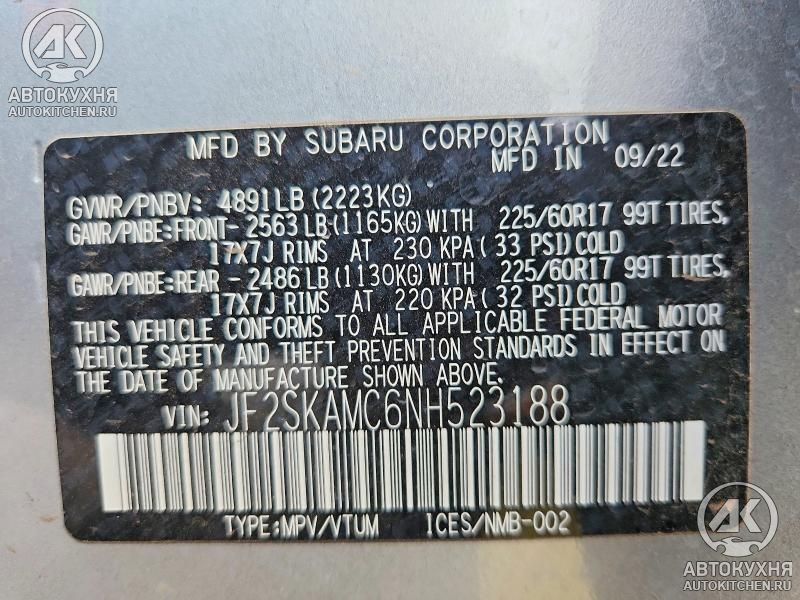 AK
АВТОКУХНЯ
AUTOKITCHEN.RU
MFD BY SUBARU CORPORATION
MFD IN 09/22
GVWR/PNBV: 4891LB (2223KG)
GAWR/PNBE:FRONT- 2563LB(1165KG)WITH 225/60R17 99T TIRES,
17X7J RIMS AT 230 KPA(33 PSI)COLD
GAWR/PNBE:REAR - 2486LB(1130KG)WITH 225/60R17 99T TIRES,
17X7J RIMS AT 220 KPA(32 PSI)COLD
THIS VEHICLE CONFORMS TO ALL APPLICABLE FEDERAL MOTOR
VEHICLE SAFETY AND THEFT PREVENTION STANDARDS IN EFFECT ON
THE DATE OF MANUFACTURE SHOWN ABOVE.
VIN: JF2SKAMC6NH523188
TYPE:MPV/VTUM ICES/NMB-002
AK
АВТОКУХНЯ
AUTOKITCHEN.RU